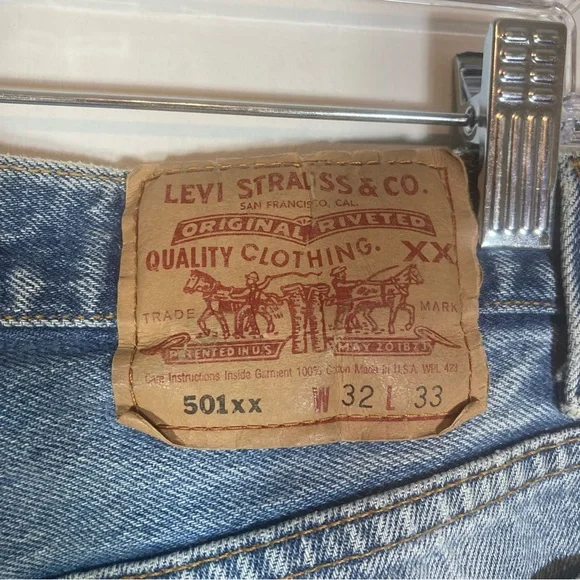 LEVI STRAUSS & CO.
SAN FRANCISCO, CAL.
ORIGINAL RIVETED
QUALITY CLOTHING. XX
TRADE MARK
PATENTED IN U.S. MAY 20 1873
Care Instructions Inside Garment 100% Cotton Made in U.S.A. WPL 423
501xx W 32 L 33